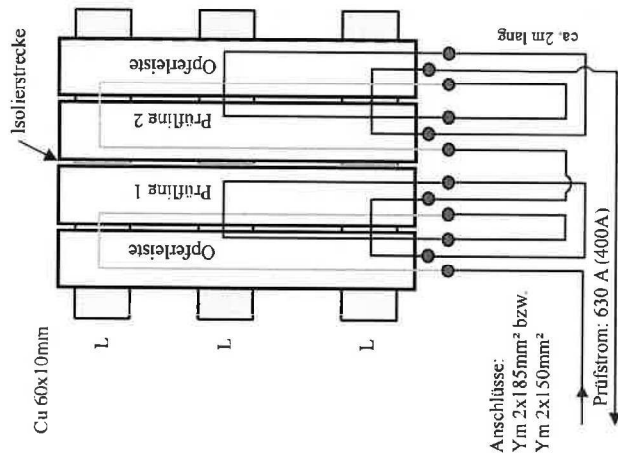 Cu 60x10mm
Isolierstrecke
L
L
L
Opferleiste
Prüfling 1
Prüfling 2
Opferleiste
ca. 2m lang
Anschlüsse:
Ym 2x185mm² bzw.
Ym 2x150mm²
Prüfstrom: 630 A (400A)